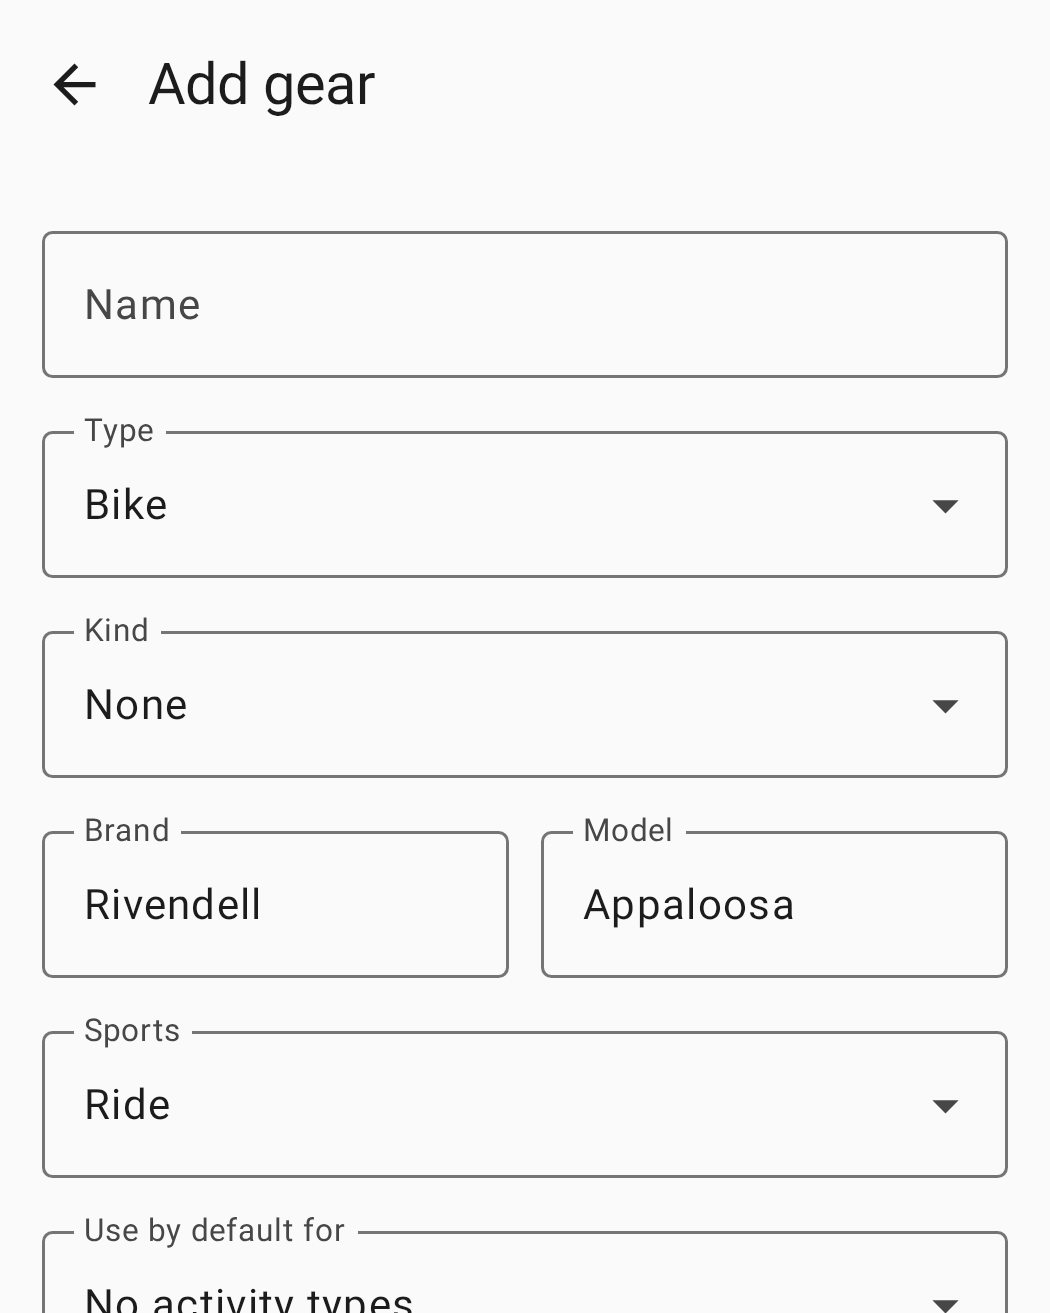 Add gear
Name
Type
Bike
Kind
None
Brand
Rivendell
Model
Appaloosa
Sports
Ride
Use by default for
No activity types